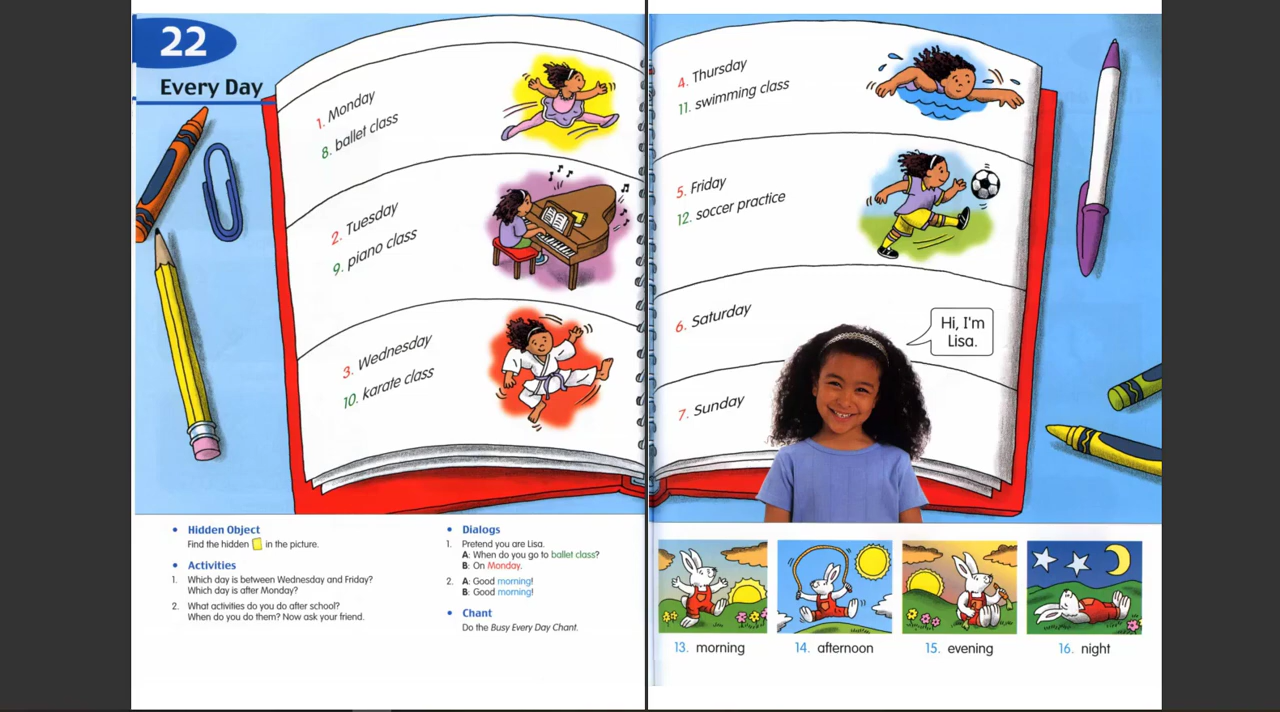 22
Every Day
1. Monday
8. ballet class
2. Tuesday
9. piano class
3. Wednesday
10. karate class
4. Thursday
11. swimming class
5. Friday
12. soccer practice
6. Saturday
7. Sunday
Hi, I'm
Lisa.
• Hidden Object
Find the hidden in the picture.
• Activities
1. Which day is between Wednesday and Friday?
Which day is after Monday?
2. What activities do you do after school?
When do you do them? Now ask your friend.
• Dialogs
1. Pretend you are Lisa.
A: When do you go to ballet class?
B: On Monday.
2. A: Good morning!
B: Good morning!
• Chant
Do the Busy Every Day Chant.
13. morning
14. afternoon
15. evening
16. night